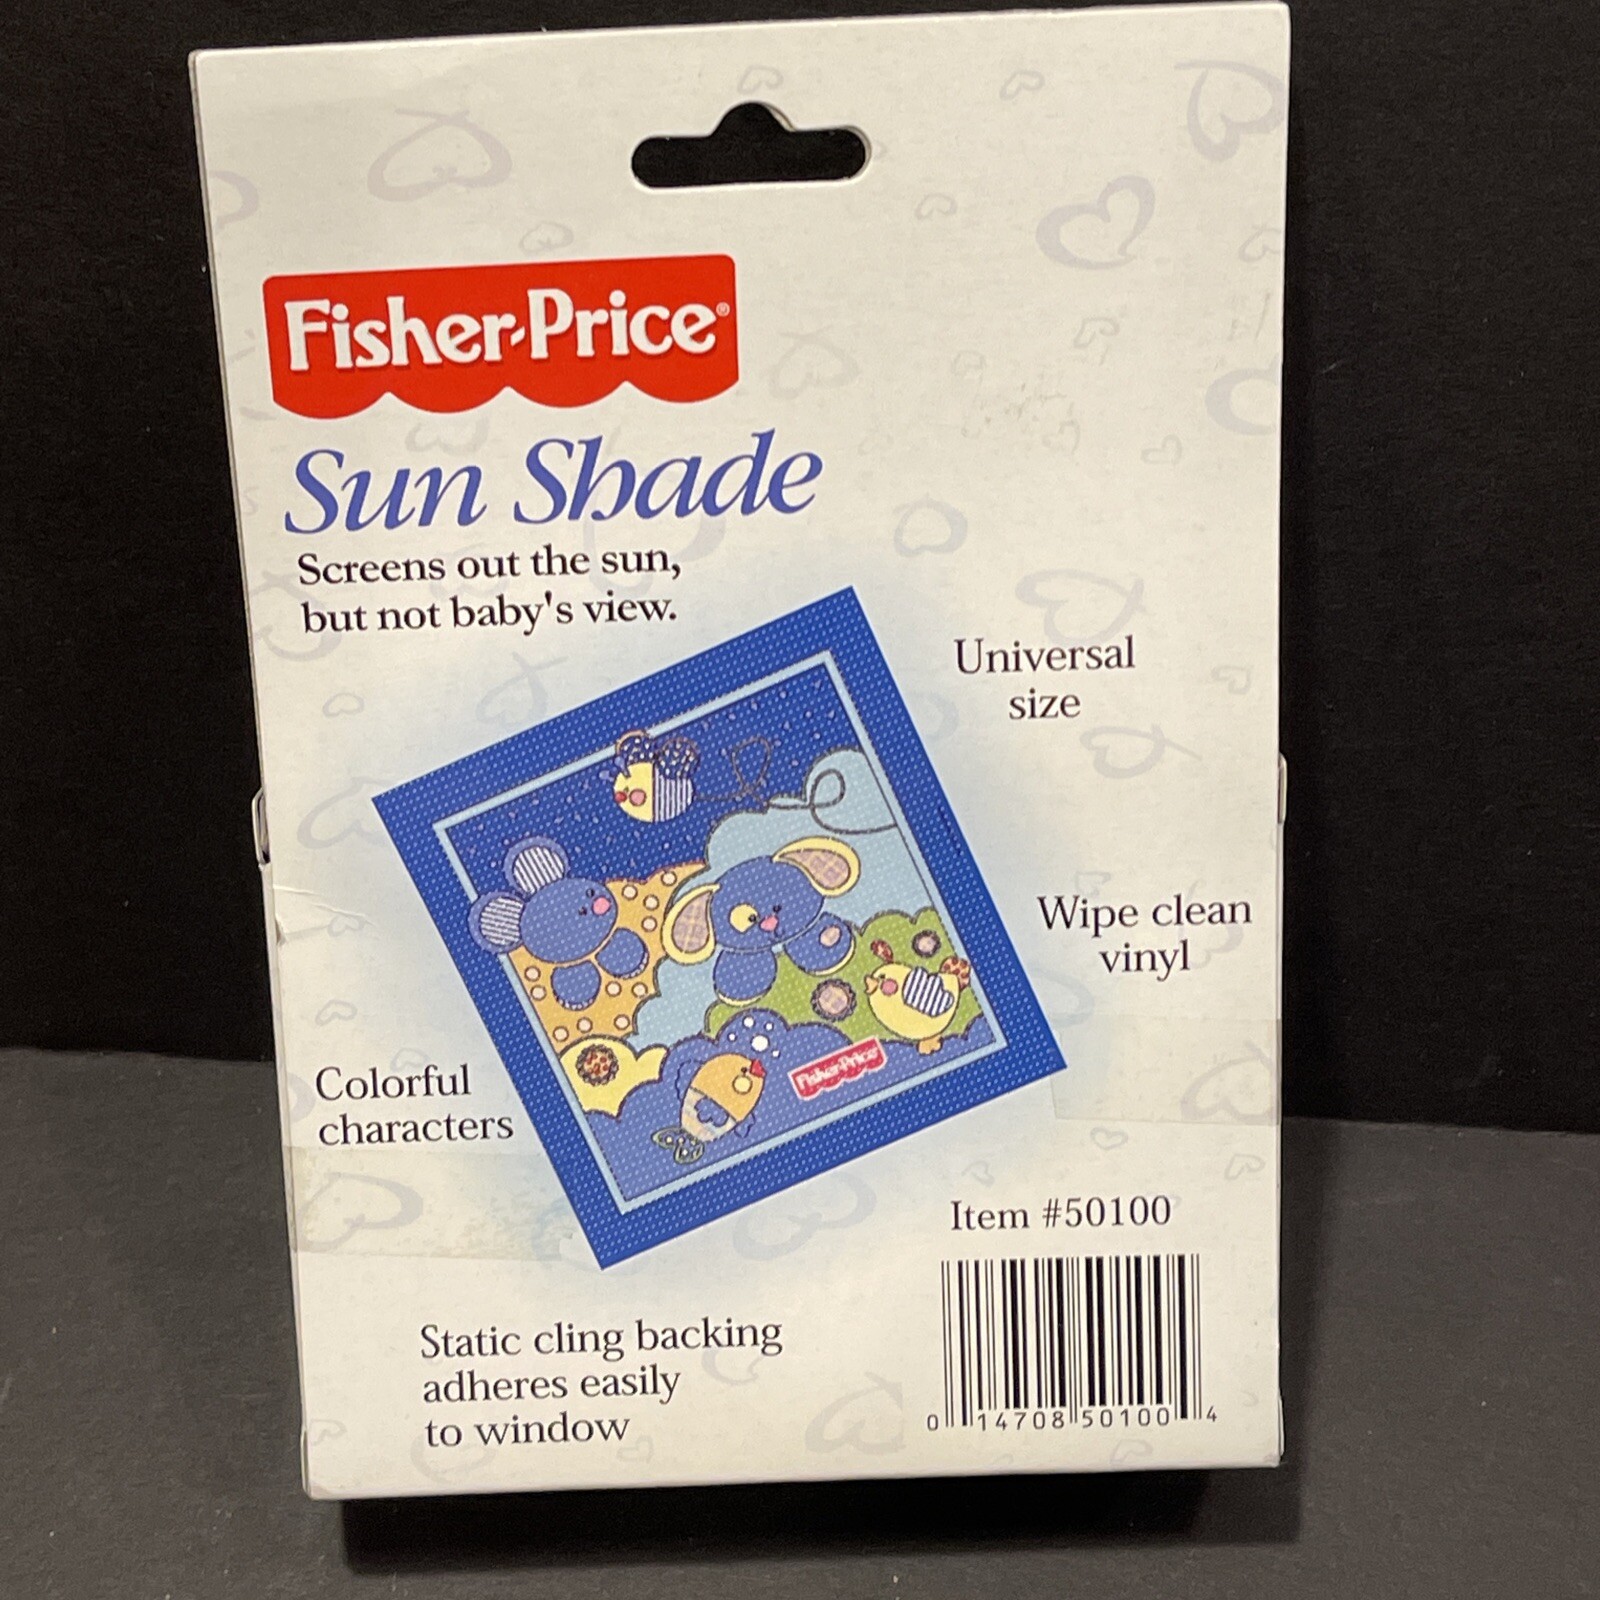 Fisher-Price®
Sun Shade
Screens out the sun,
but not baby's view.
Universal
size
Wipe clean
vinyl
Colorful
characters
Fisher-Price
Item #50100
Static cling backing
adheres easily
to window
0 14708 50100 4